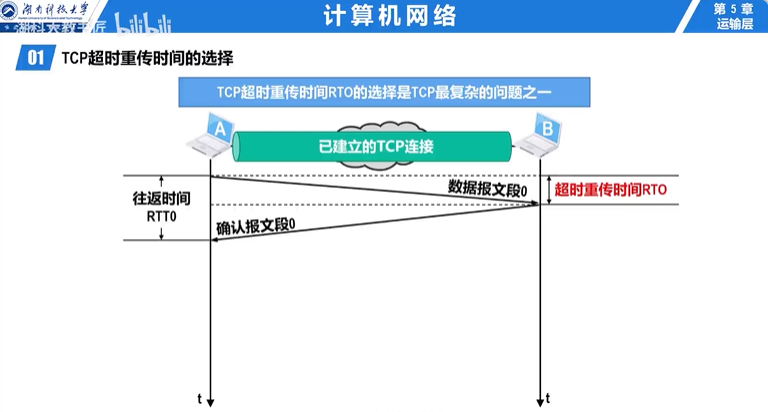 湖南科技大学
计算机网络
第 5 章
运输层
湖科大教书匠 bilibili
01 TCP超时重传时间的选择
TCP超时重传时间RTO的选择是TCP最复杂的问题之一
A
B
已建立的TCP连接
往返时间
RTT0
数据报文段0
超时重传时间RTO
确认报文段0
t
t